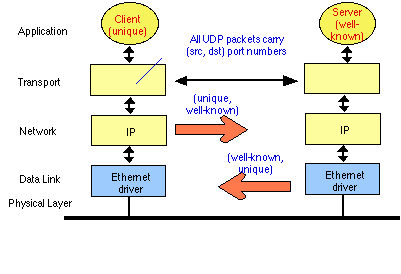 Application
Client
(unique)
Server
(well-
known)
All UDP packets carry
(src, dst) port numbers
Transport
(unique,
well-known)
Network
IP
IP
(well-known,
unique)
Data Link
Ethernet
driver
Ethernet
driver
Physical Layer